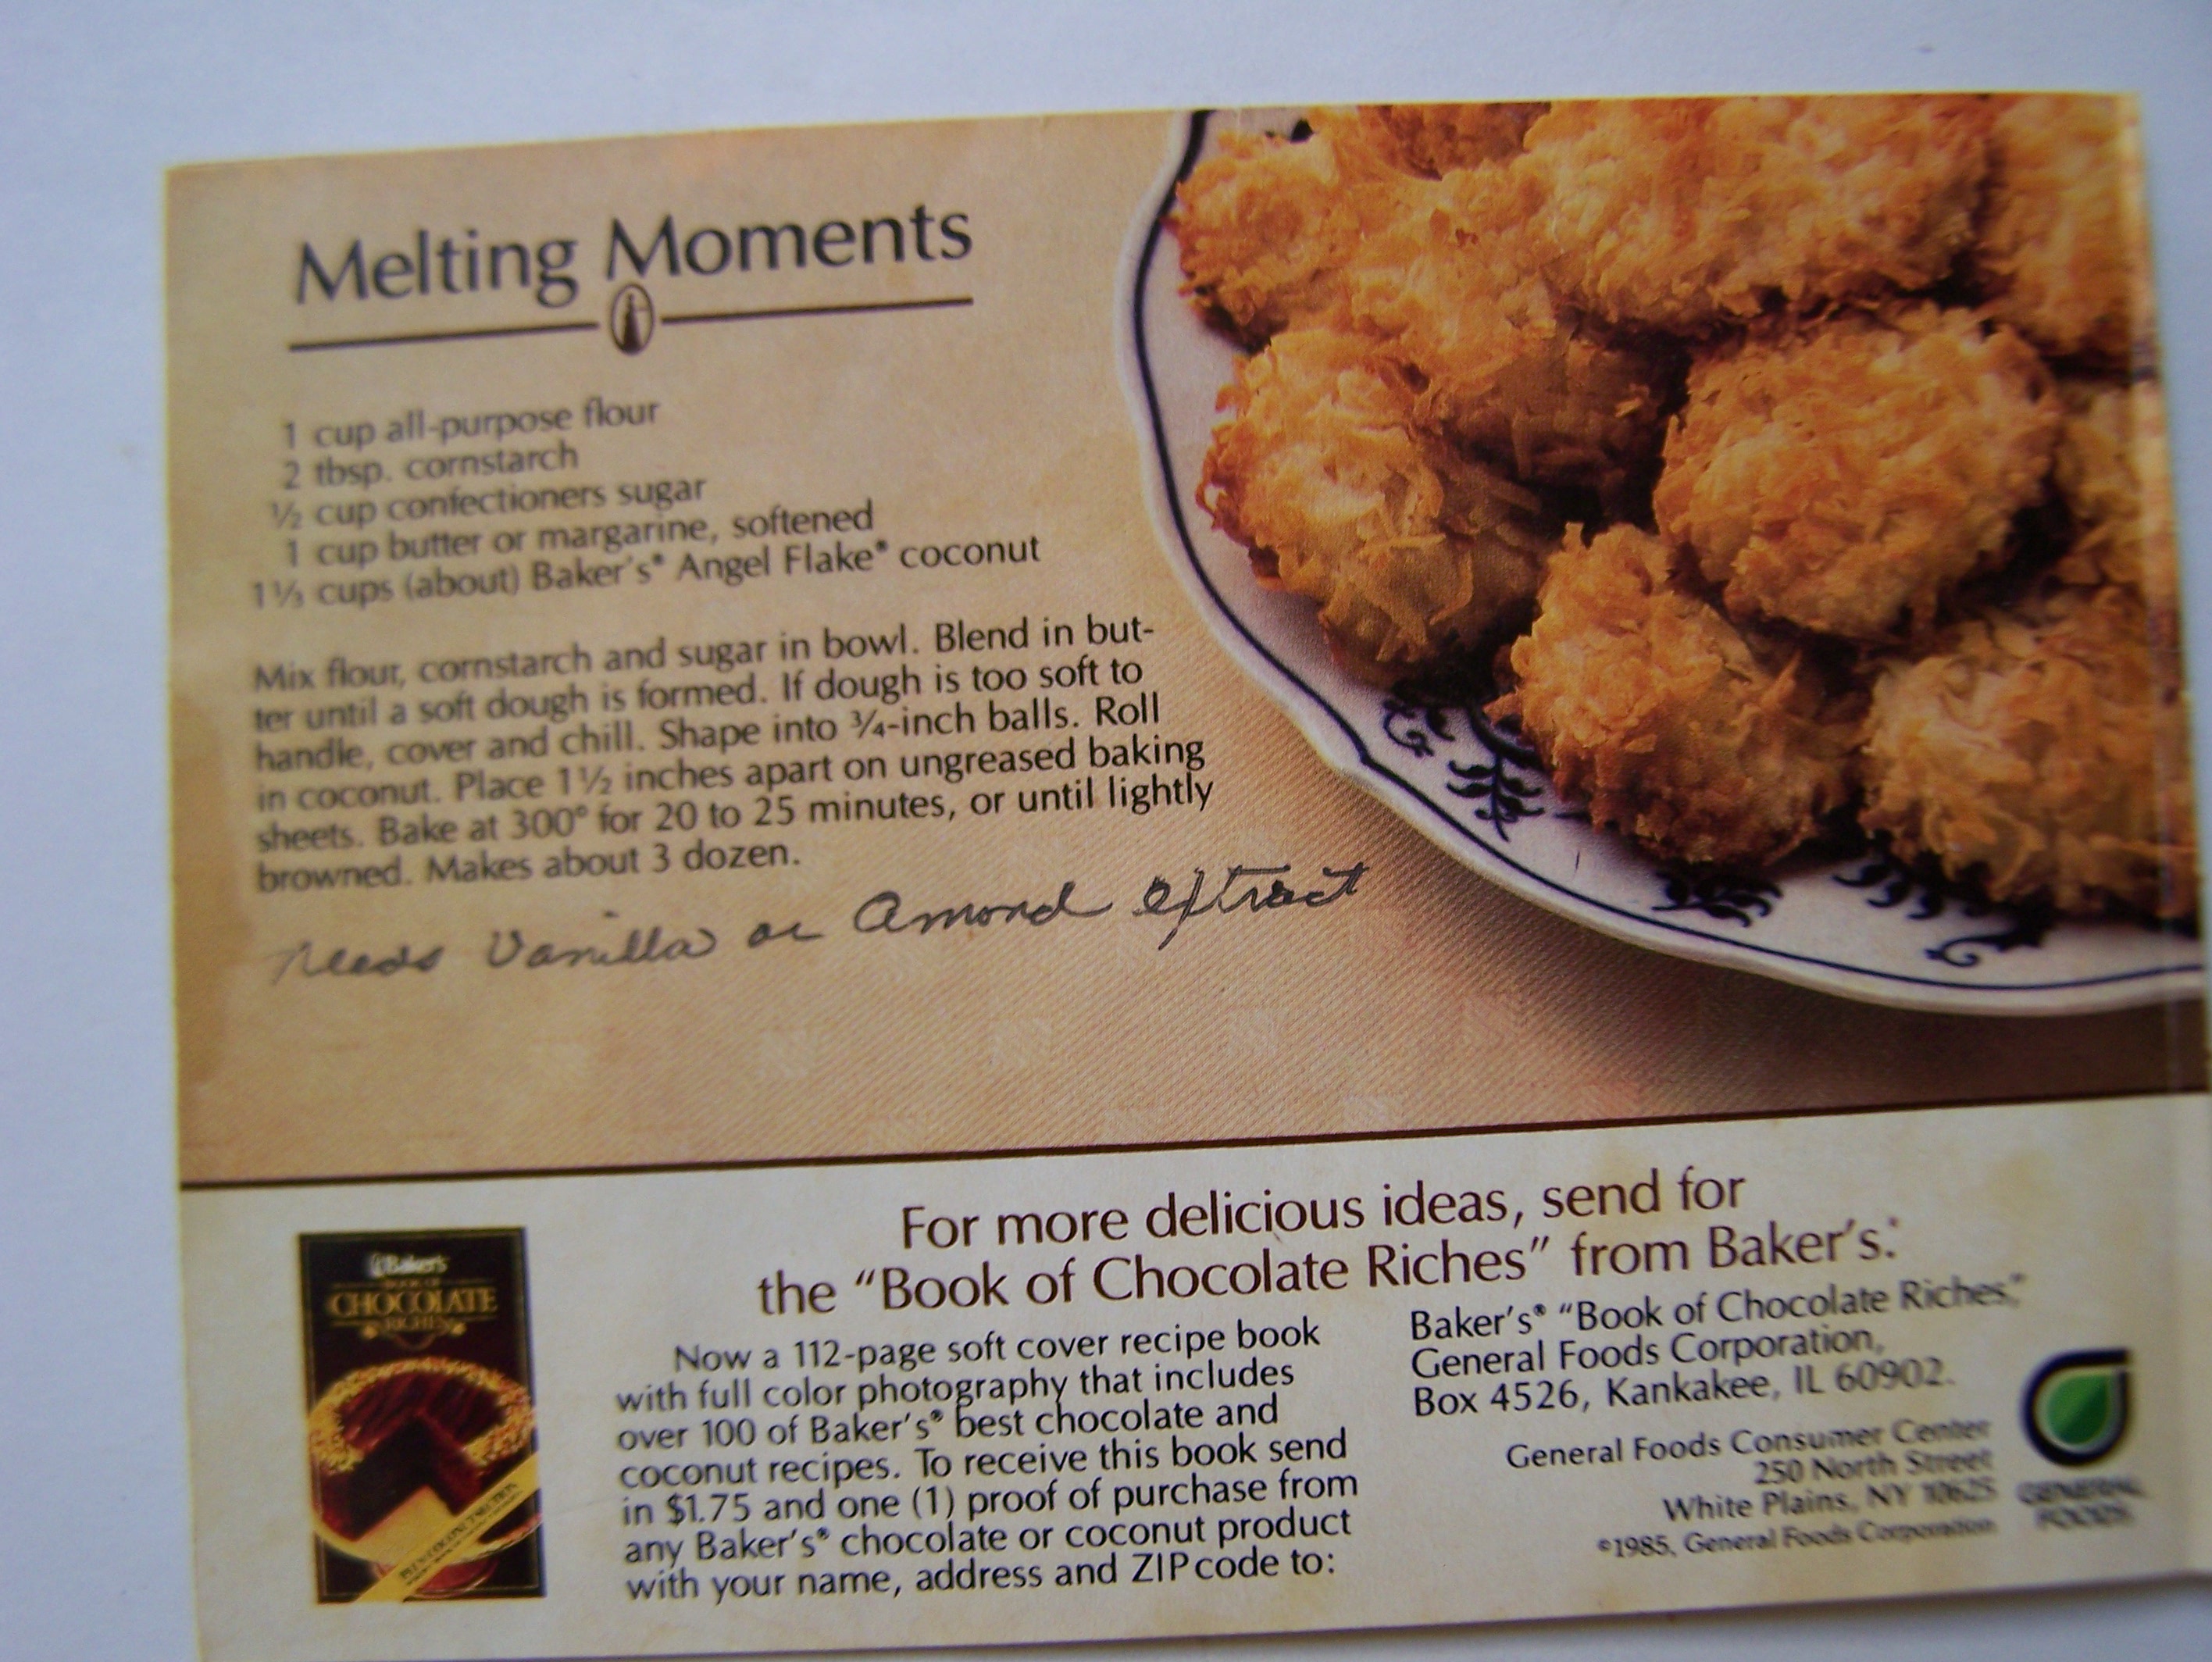 Melting Moments
1 cup all-purpose flour
2 tbsp. cornstarch
½ cup confectioners sugar
1 cup butter or margarine, softened
1⅓ cups (about) Baker's® Angel Flake® coconut
Mix flour, cornstarch and sugar in bowl. Blend in but-
ter until a soft dough is formed. If dough is too soft to
handle, cover and chill. Shape into ¾-inch balls. Roll
in coconut. Place 1½ inches apart on ungreased baking
sheets. Bake at 300° for 20 to 25 minutes, or until lightly
browned. Makes about 3 dozen.
needs Vanilla or Amond extract
For more delicious ideas, send for
the "Book of Chocolate Riches" from Baker's.®
Baker's
BOOK OF
CHOCOLATE
RICHES
Now a 112-page soft cover recipe book
with full color photography that includes
over 100 of Baker's® best chocolate and
coconut recipes. To receive this book send
in $1.75 and one (1) proof of purchase from
any Baker's® chocolate or coconut product
with your name, address and ZIP code to:
Baker's® "Book of Chocolate Riches,"
General Foods Corporation,
Box 4526, Kankakee, IL 60902.
General Foods Consumer Center
250 North Street
White Plains, NY 10625
©1985, General Foods Corporation
GENERAL
FOODS